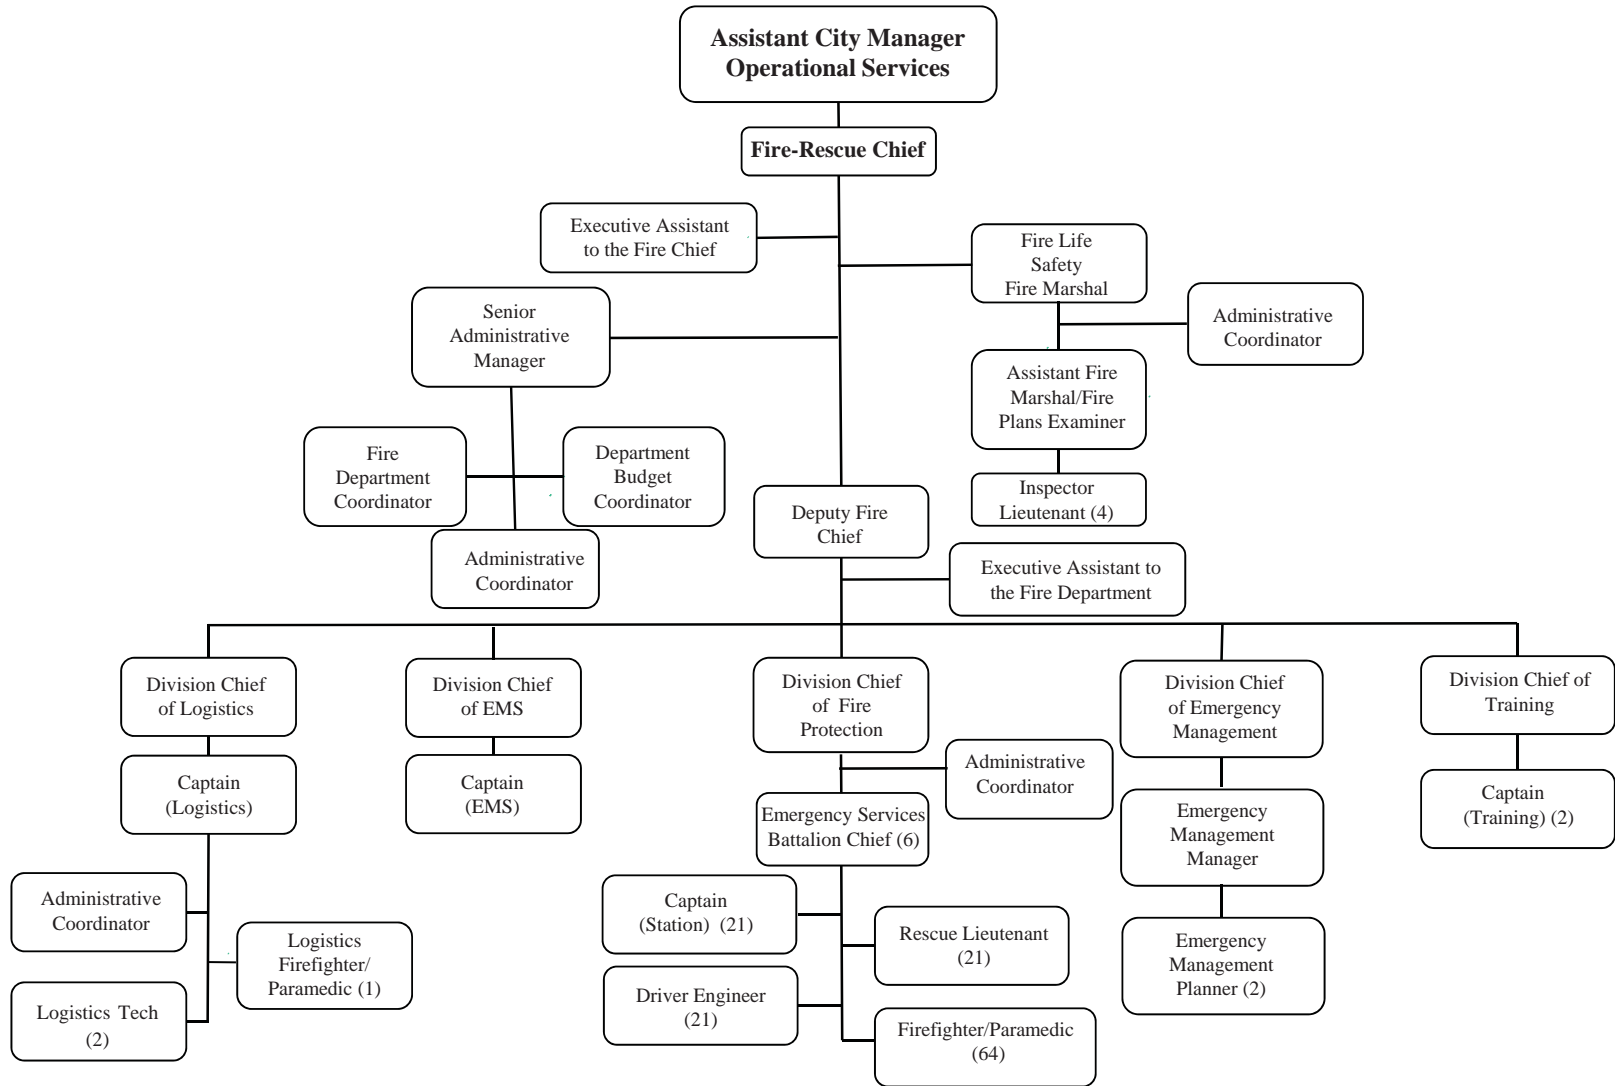 Assistant City Manager
Operational Services
Fire-Rescue Chief
Executive Assistant
to the Fire Chief
Fire Life
Safety
Fire Marshal
Senior
Administrative
Manager
Administrative
Coordinator
Assistant Fire
Marshal/Fire
Plans Examiner
Fire
Department
Coordinator
Department
Budget
Coordinator
Inspector
Lieutenant (4)
Deputy Fire
Chief
Administrative
Coordinator
Executive Assistant to
the Fire Department
Division Chief
of Logistics
Division Chief
of EMS
Division Chief
of Fire
Protection
Division Chief
of Emergency
Management
Division Chief of
Training
Captain
(Logistics)
Captain
(EMS)
Administrative
Coordinator
Emergency Services
Battalion Chief (6)
Emergency
Management
Manager
Captain
(Training) (2)
Administrative
Coordinator
Logistics
Firefighter/
Paramedic (1)
Logistics Tech
(2)
Captain
(Station) (21)
Rescue Lieutenant
(21)
Driver Engineer
(21)
Firefighter/Paramedic
(64)
Emergency
Management
Planner (2)